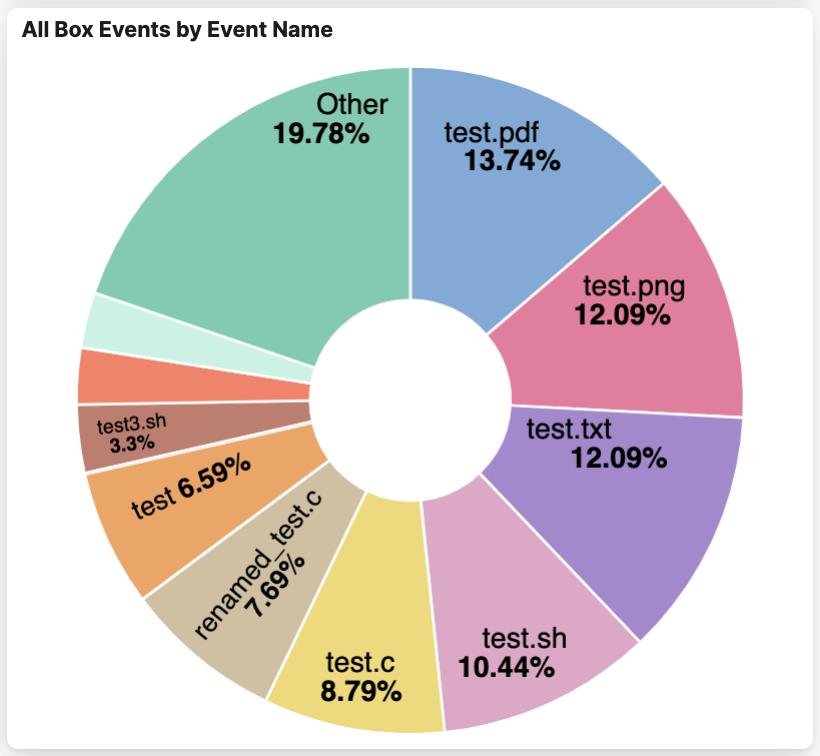 All Box Events by Event Name
Other
19.78%
test.pdf
13.74%
test.png
12.09%
test.txt
12.09%
test.sh
10.44%
test.c
8.79%
renamed_test.c
7.69%
test 6.59%
test3.sh
3.3%